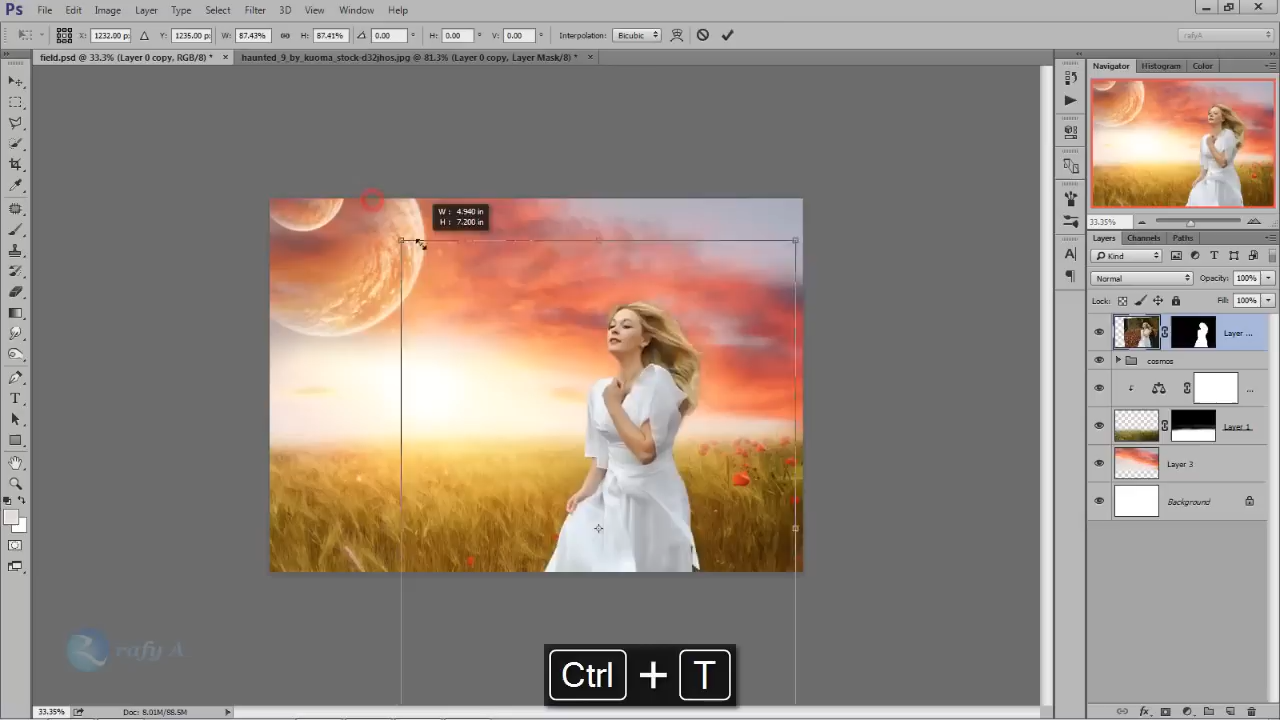 Ps File Edit Image Layer Type Select Filter 3D View Window Help
X: 1232.00 p: Y: 1235.00 p: W: 87.43% H: 87.41% 0.00 ° H: 0.00 ° V: 0.00 ° Interpolation: Bicubic rafyA
field.psd @ 33.3% (Layer 0 copy, RGB/8) * × haunted_9_by_kuoma_stock-d32jhos.jpg @ 81.3% (Layer 0 copy, Layer Mask/8) * ×
Navigator Histogram Color
W : 4.940 in
H : 7.200 in
33.35%
Layers Channels Paths
Kind
Normal Opacity: 100%
Lock: Fill: 100%
Layer ...
cosmos
...
Layer 1
Layer 3
Background
rafy A
Ctrl + T
33.35% Doc: 8.01M/88.5M